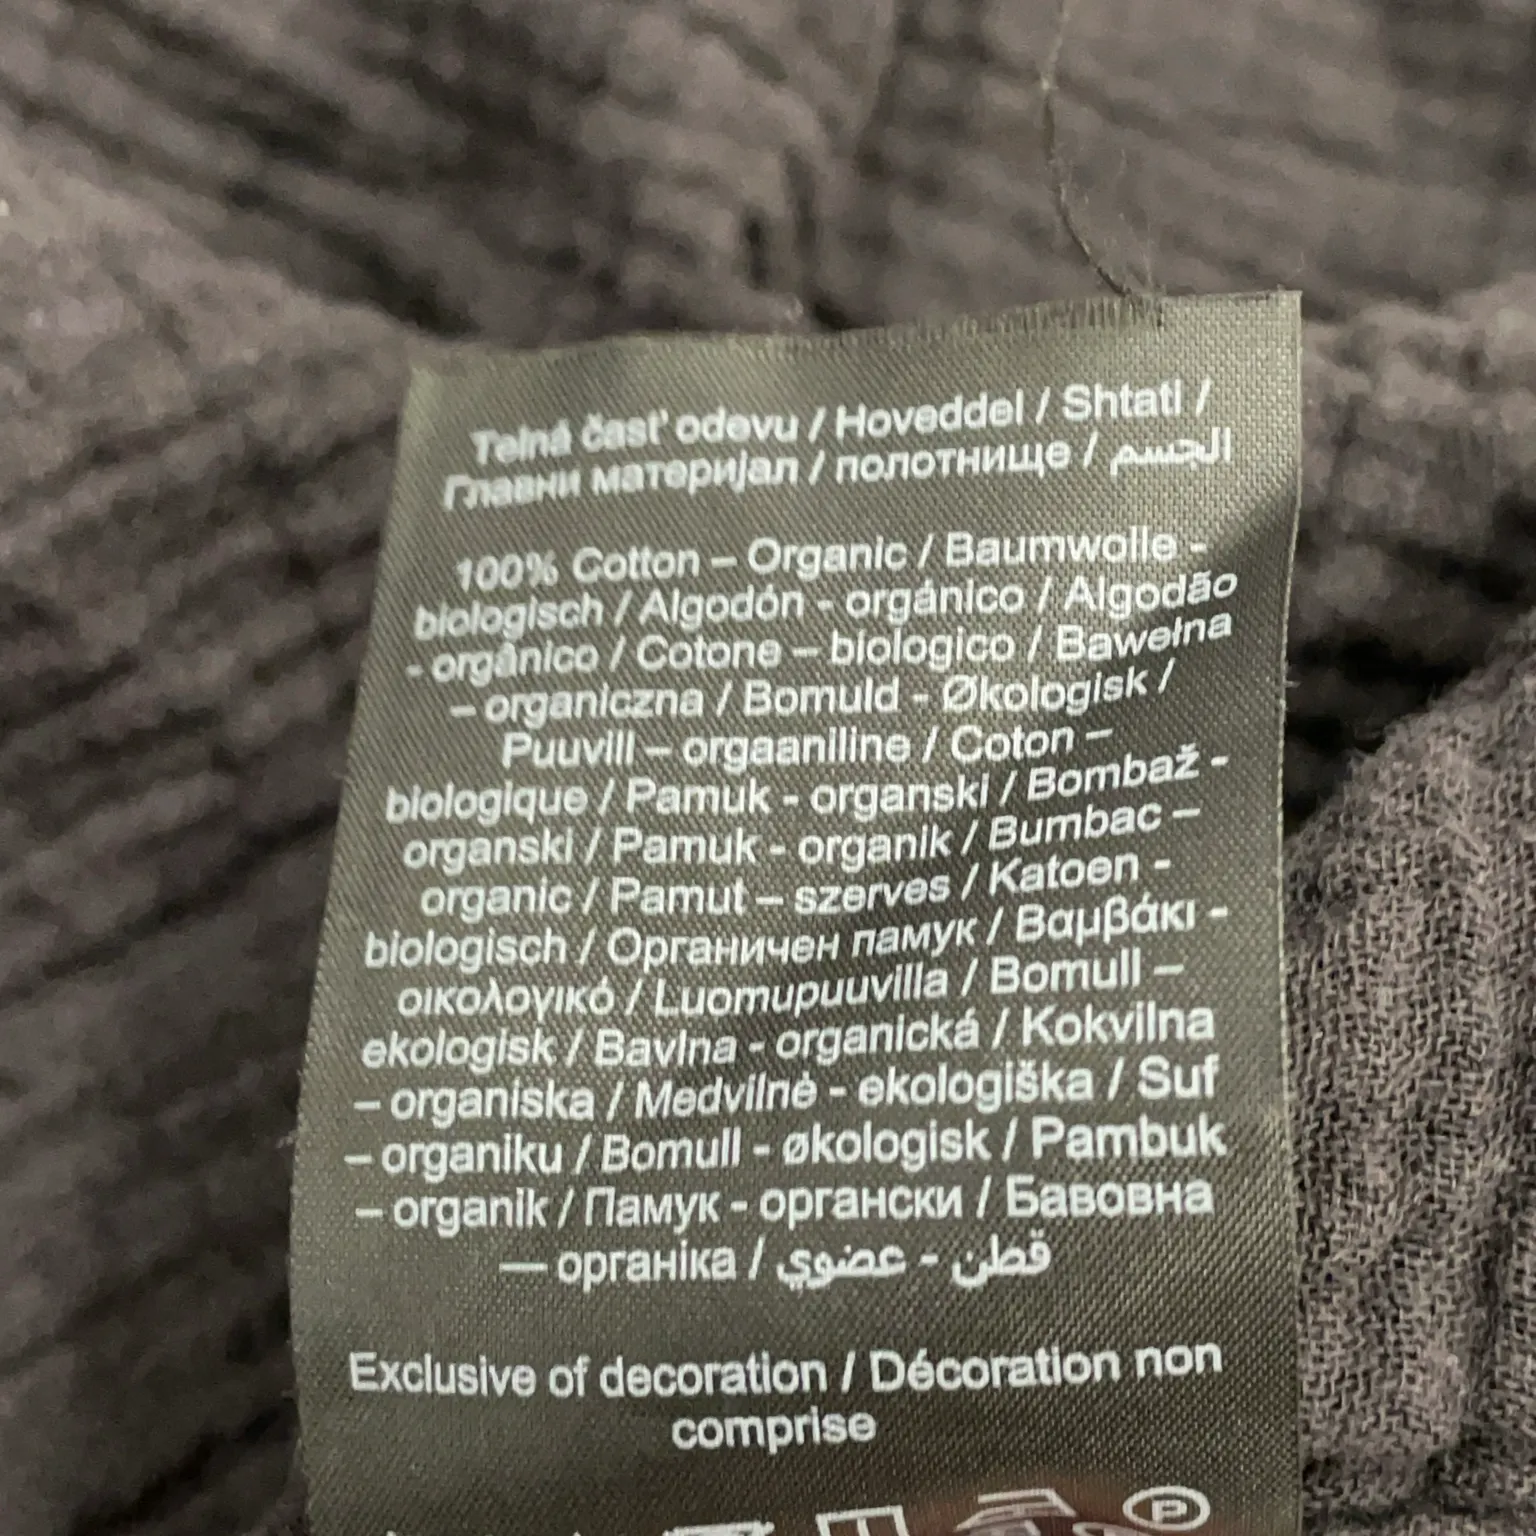 Telná časť odevu / Hoveddel / Shtati /
Главни материјал / полотнище / الجسم
100% Cotton – Organic / Baumwolle -
biologisch / Algodón - orgánico / Algodão
- orgânico / Cotone – biologico / Bawełna
– organiczna / Bomuld - Økologisk /
Puuvill – orgaaniline / Coton –
biologique / Pamuk - organski / Bombaž -
organski / Pamuk - organik / Bumbac –
organic / Pamut – szerves / Katoen -
biologisch / Органичен памук / Βαμβάκι -
οικολογικό / Luomupuuvilla / Bomull –
ekologisk / Bavlna - organická / Kokvilna
– organiska / Medvilnė - ekologiška / Suf
– organiku / Bomull - økologisk / Pambuk
– organik / Памук - органски / Бавовна
— органіка / قطن - عضوي
Exclusive of decoration / Décoration non
comprise
P